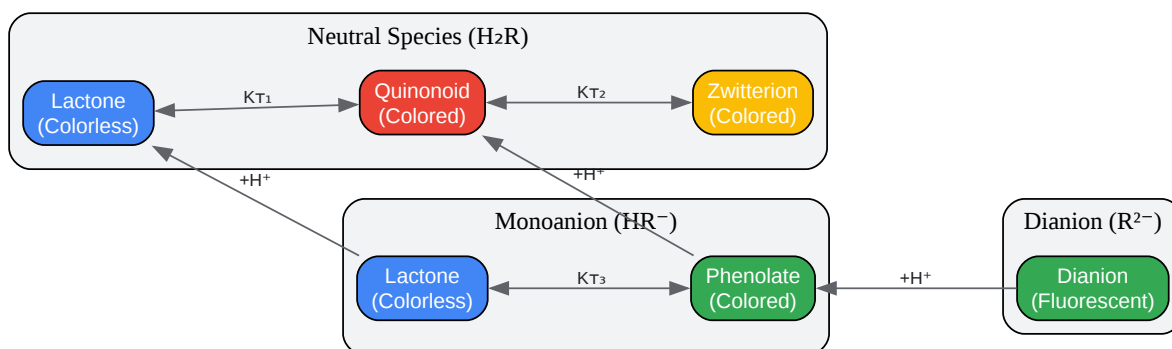 Neutral Species (H₂R)
Lactone
(Colorless)
Kᴛ₁
Quinonoid
(Colored)
Kᴛ₂
Zwitterion
(Colored)
+H⁺
+H⁺
Monoanion (HR⁻)
Lactone
(Colorless)
Kᴛ₃
Phenolate
(Colored)
+H⁺
Dianion (R²⁻)
Dianion
(Fluorescent)